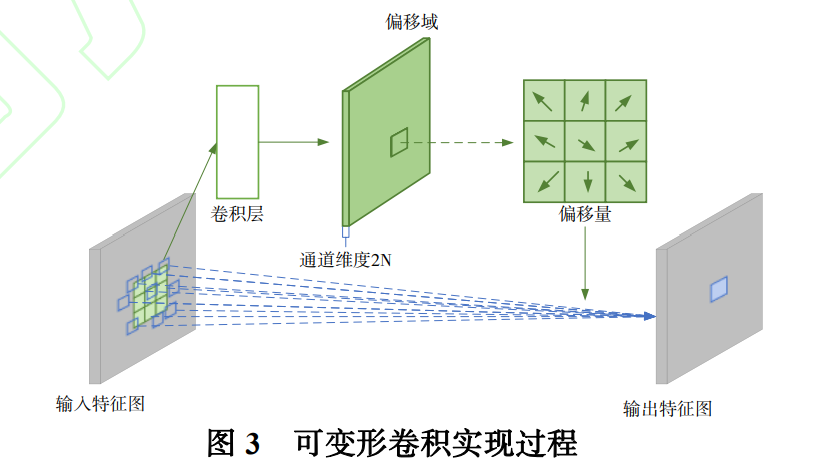 偏移域
卷积层
偏移量
通道维度2N
输入特征图
输出特征图
图 3 可变形卷积实现过程